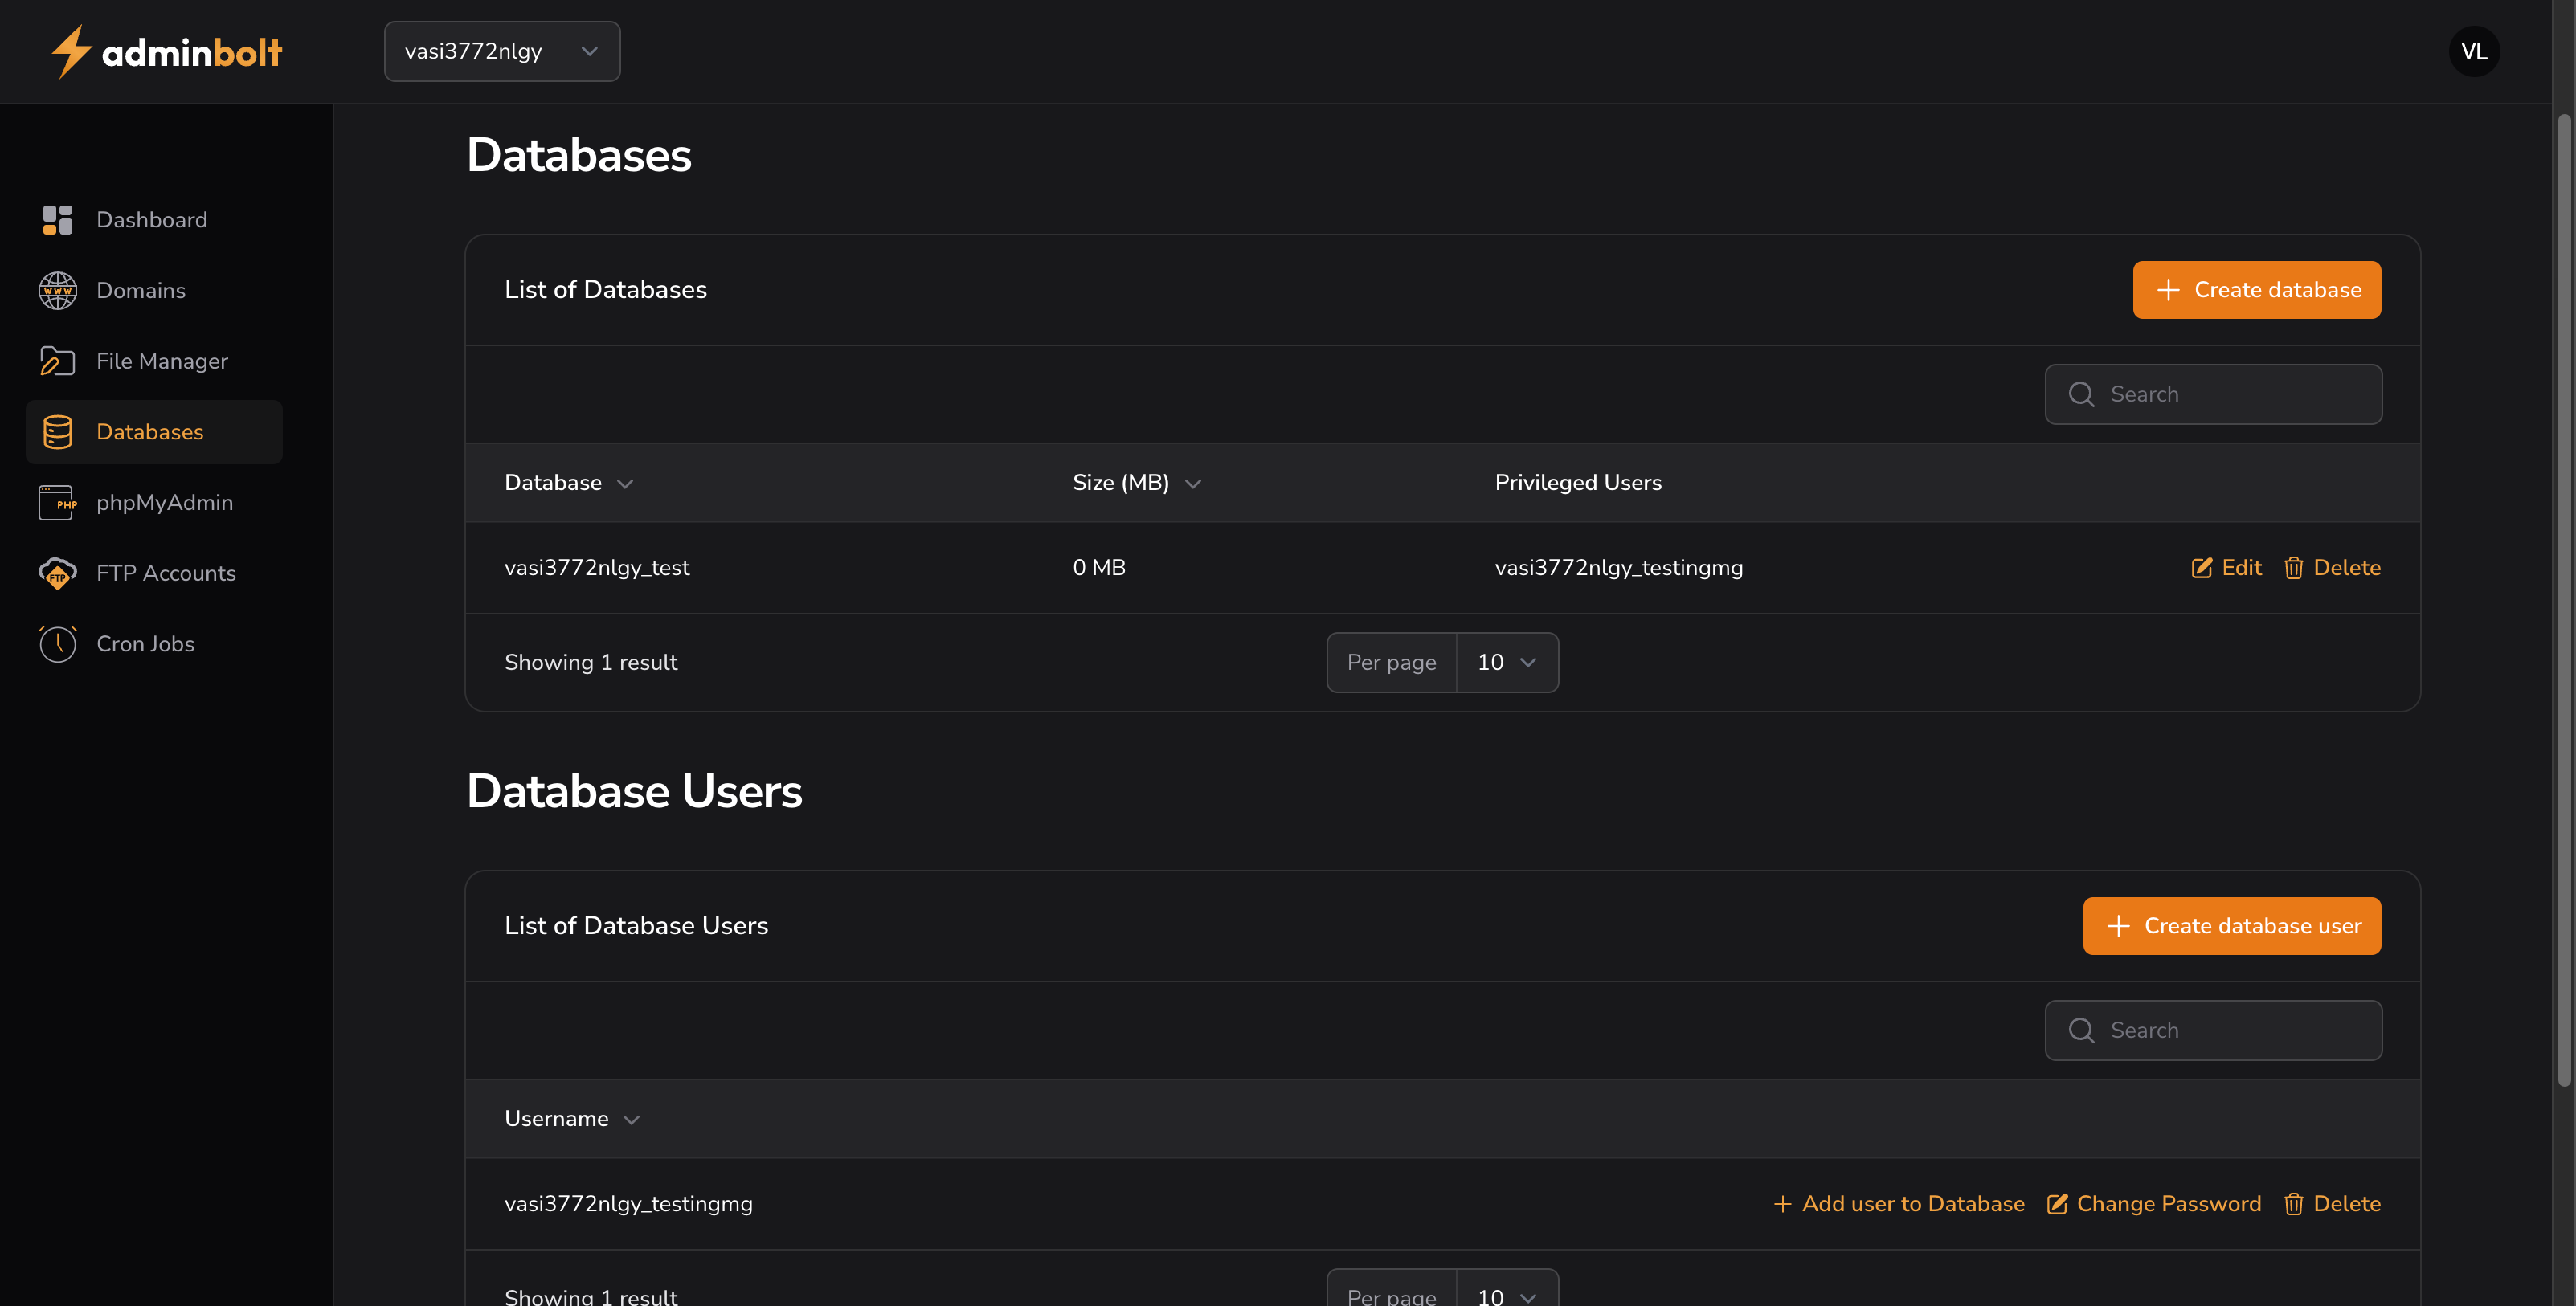 adminbolt
vasi3772nlgy
VL
Dashboard
Domains
File Manager
Databases
phpMyAdmin
FTP Accounts
Cron Jobs
WWW
PHP
FTP
Databases
List of Databases
Create database
Search
Database Size (MB) Privileged Users
vasi3772nlgy_test 0 MB vasi3772nlgy_testingmg Edit Delete
Showing 1 result Per page 10
Database Users
List of Database Users
Create database user
Search
Username
vasi3772nlgy_testingmg Add user to Database Change Password Delete
Showing 1 result Per page 10